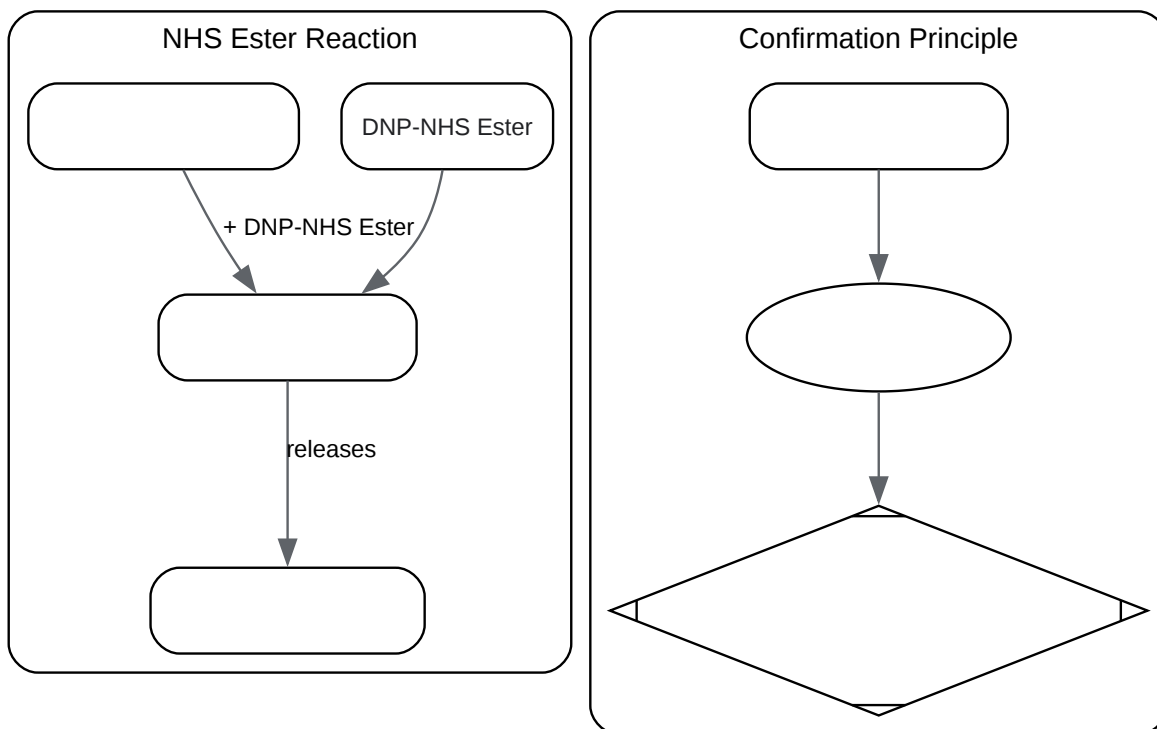 NHS Ester Reaction
DNP-NHS Ester
+ DNP-NHS Ester
releases
Confirmation Principle